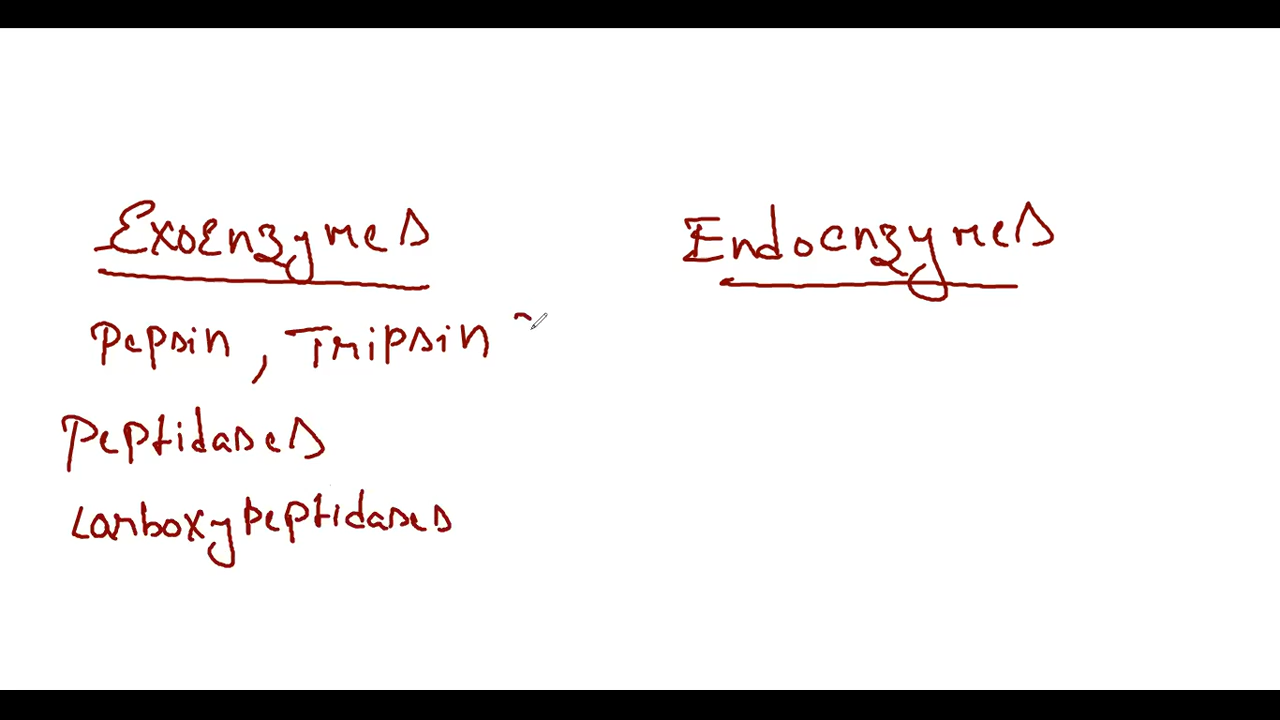 Exoenzymes
Endoenzymes
Pepsin, Tripsin
Peptidases
Carboxypeptidases